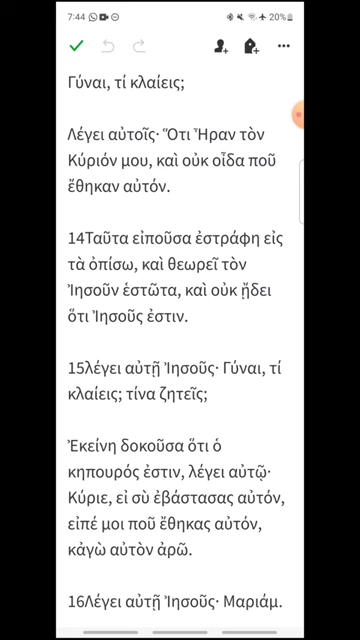 7:44
20%
Γύναι, τί κλαίεις;
Λέγει αὐτοῖς· Ὅτι Ἦραν τὸν
Κύριόν μου, καὶ οὐκ οἶδα ποῦ
ἔθηκαν αὐτόν.
14Ταῦτα εἰποῦσα ἐστράφη εἰς
τὰ ὀπίσω, καὶ θεωρεῖ τὸν
Ἰησοῦν ἑστῶτα, καὶ οὐκ ᾔδει
ὅτι Ἰησοῦς ἐστιν.
15λέγει αὐτῇ Ἰησοῦς· Γύναι, τί
κλαίεις; τίνα ζητεῖς;
Ἐκείνη δοκοῦσα ὅτι ὁ
κηπουρός ἐστιν, λέγει αὐτῷ·
Κύριε, εἰ σὺ ἐβάστασας αὐτόν,
εἰπέ μοι ποῦ ἔθηκας αὐτόν,
κἀγὼ αὐτὸν ἀρῶ.
16Λέγει αὐτῇ Ἰησοῦς· Μαριάμ.